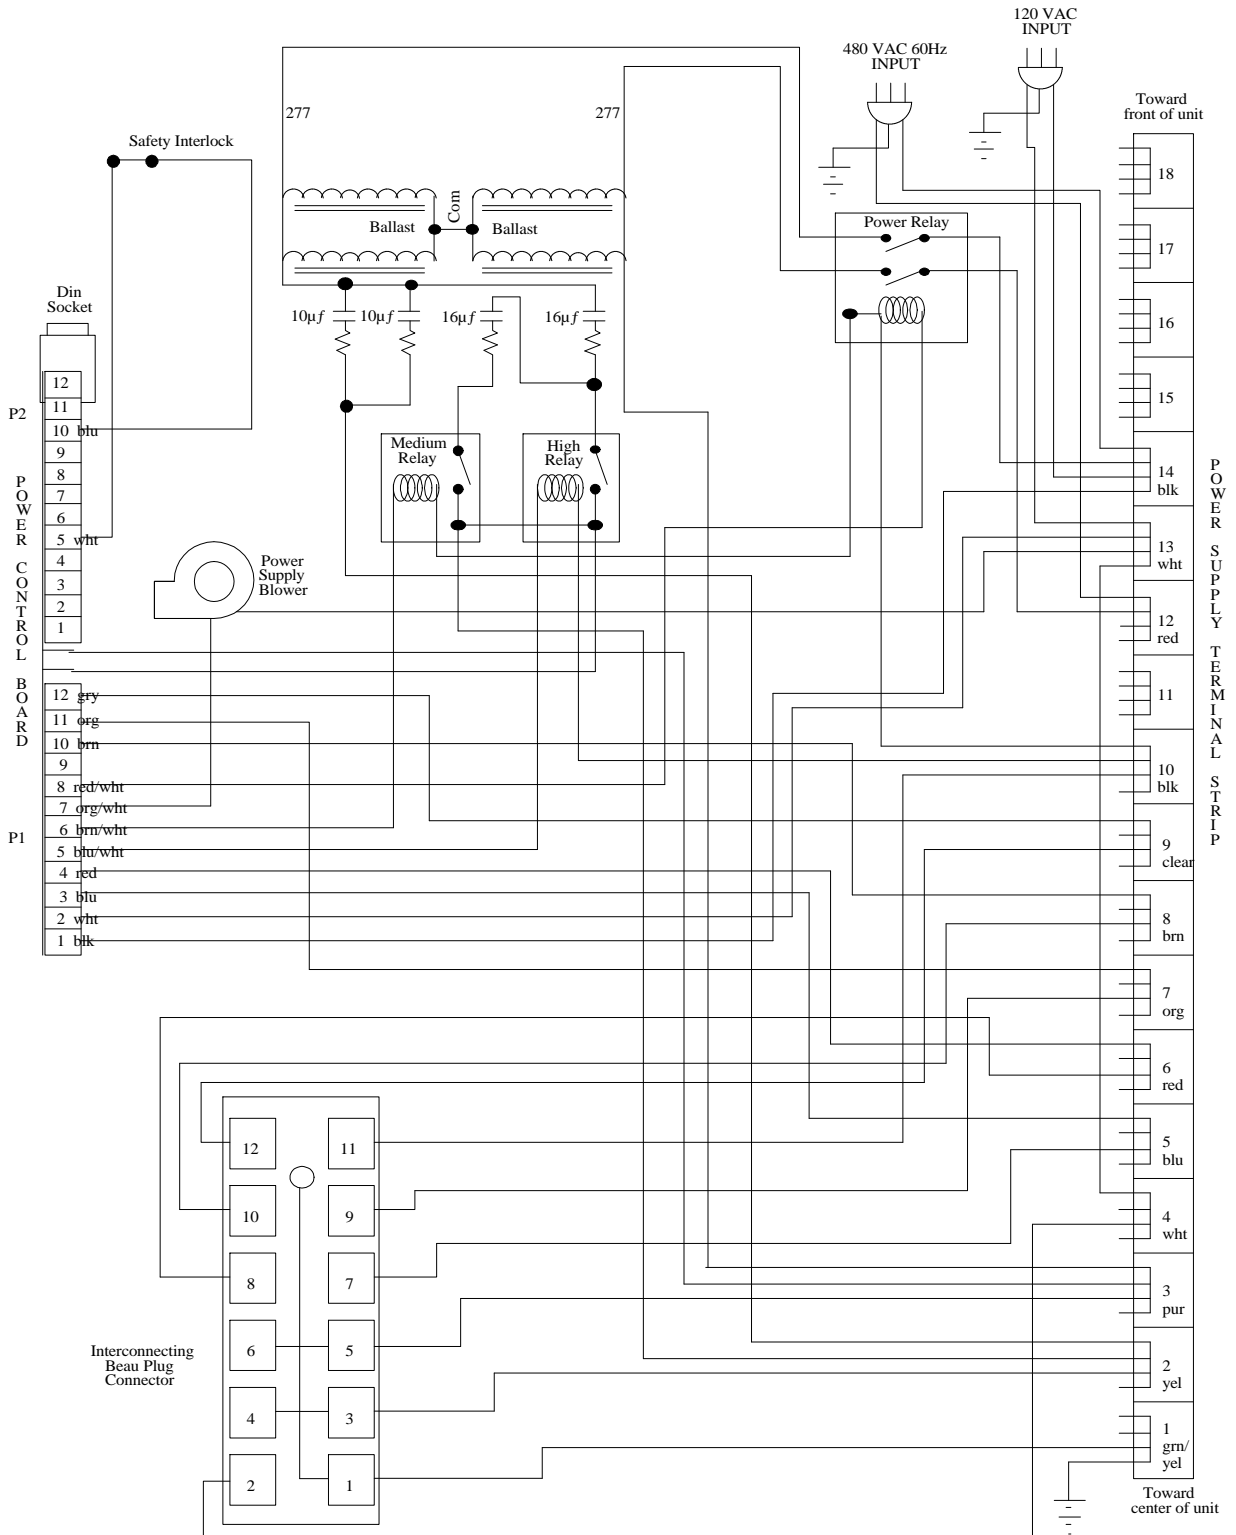 120 VAC
INPUT
480 VAC 60Hz
INPUT
Toward
front of unit
277
277
Safety Interlock
Com
Ballast
Ballast
Power Relay
Din
Socket
10µf
10µf
16µf
16µf
Medium
Relay
High
Relay
P2
12
11
10 blu
9
8
7
6
5 wht
4
3
2
1
POWER CONTROL BOARD
Power
Supply
Blower
12 gry
11 org
10 brn
9
8 red/wht
7 org/wht
6 brn/wht
5 blu/wht
4 red
3 blu
2 wht
1 blk
P1
18
17
16
15
14
blk
13
wht
12
red
11
10
blk
9
clear
8
brn
7
org
6
red
5
blu
4
wht
3
pur
2
yel
1
grn/
yel
POWER SUPPLY TERMINAL STRIP
Toward
center of unit
12 11
10 9
8 7
6 5
4 3
2 1
Interconnecting
Beau Plug
Connector